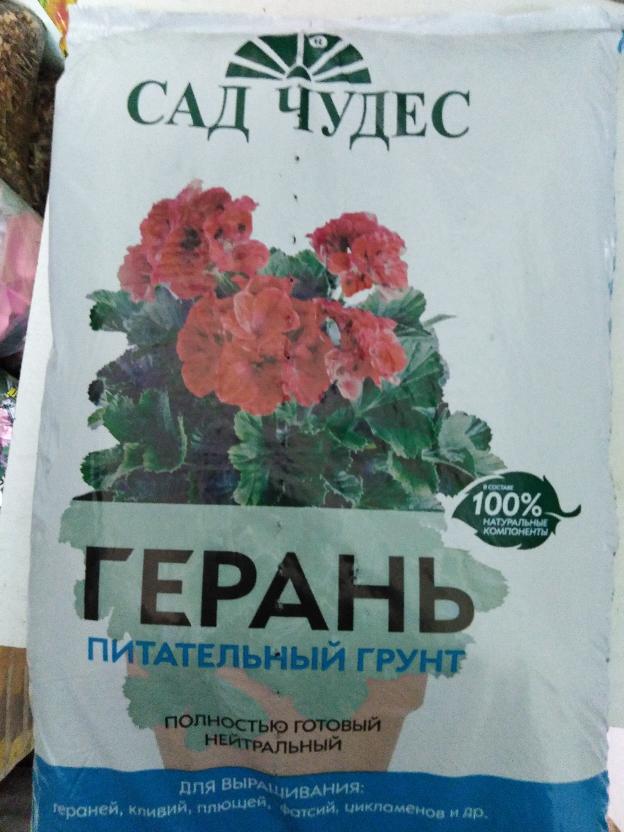 САД ЧУДЕС
В СОСТАВЕ
100%
НАТУРАЛЬНЫЕ
КОМПОНЕНТЫ
ГЕРАНЬ
ПИТАТЕЛЬНЫЙ ГРУНТ
ПОЛНОСТЬЮ ГОТОВЫЙ
НЕЙТРАЛЬНЫЙ
ДЛЯ ВЫРАЩИВАНИЯ:
гераней, кливий, плющей, фатсий, цикламенов и др.